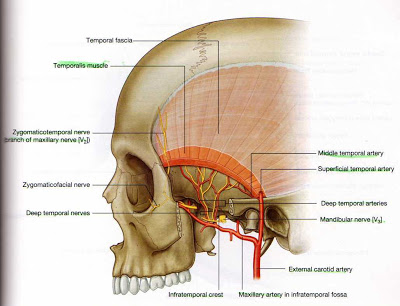 Temporal fascia
Temporalis muscle
Zygomaticotemporal nerve
branch of maxillary nerve [V₂])
Zygomaticofacial nerve
Deep temporal nerves
Middle temporal artery
Superficial temporal artery
Deep temporal arteries
Mandibular nerve [V₃]
External carotid artery
Infratemporal crest
Maxillary artery in infratemporal fossa